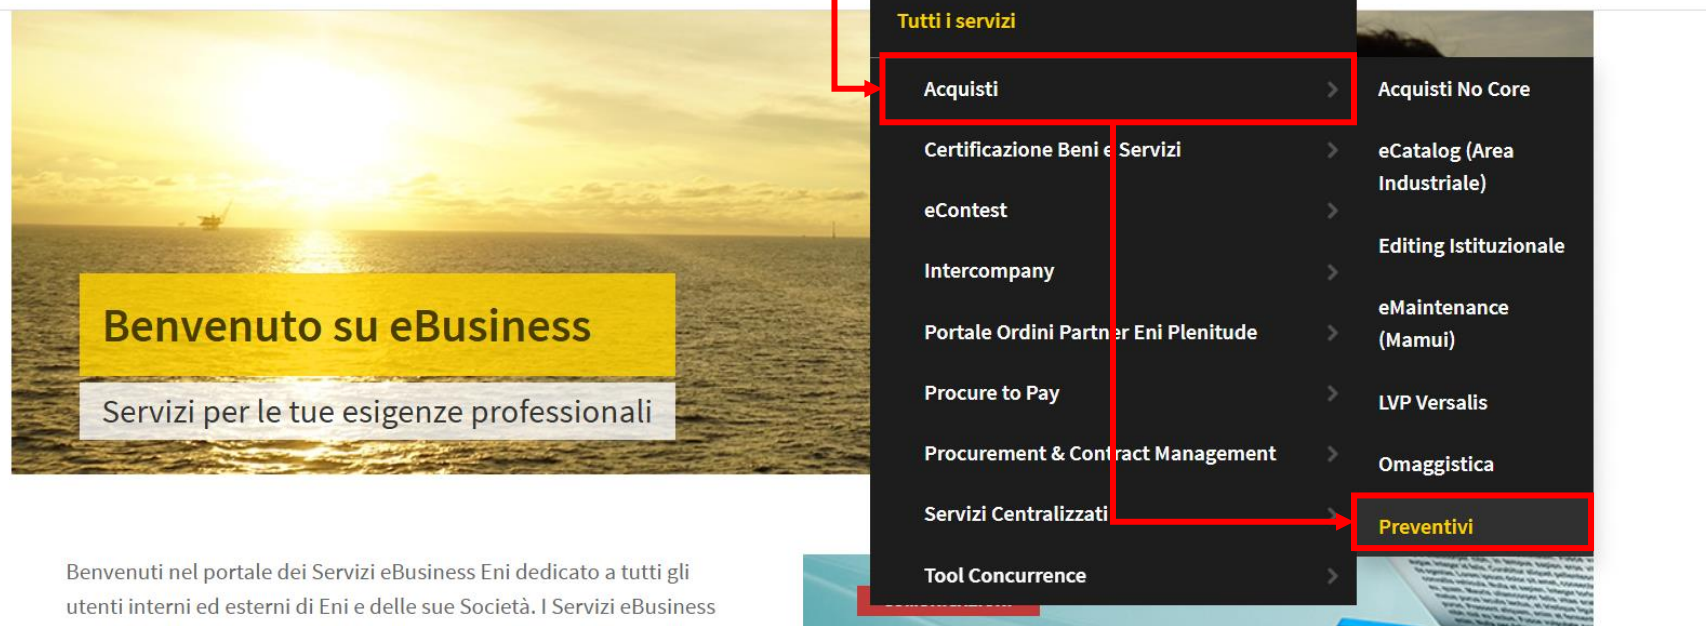 Tutti i servizi
Acquisti
Certificazione Beni e Servizi
eContest
Intercompany
Portale Ordini Partner Eni Plenitude
Procure to Pay
Procurement & Contract Management
Servizi Centralizzati
Tool Concurrence
Acquisti No Core
eCatalog (Area
Industriale)
Editing Istituzionale
eMaintenance
(Mamui)
LVP Versalis
Omaggistica
Preventivi
Benvenuto su eBusiness
Servizi per le tue esigenze professionali
Benvenuti nel portale dei Servizi eBusiness Eni dedicato a tutti gli
utenti interni ed esterni di Eni e delle sue Società. I Servizi eBusiness